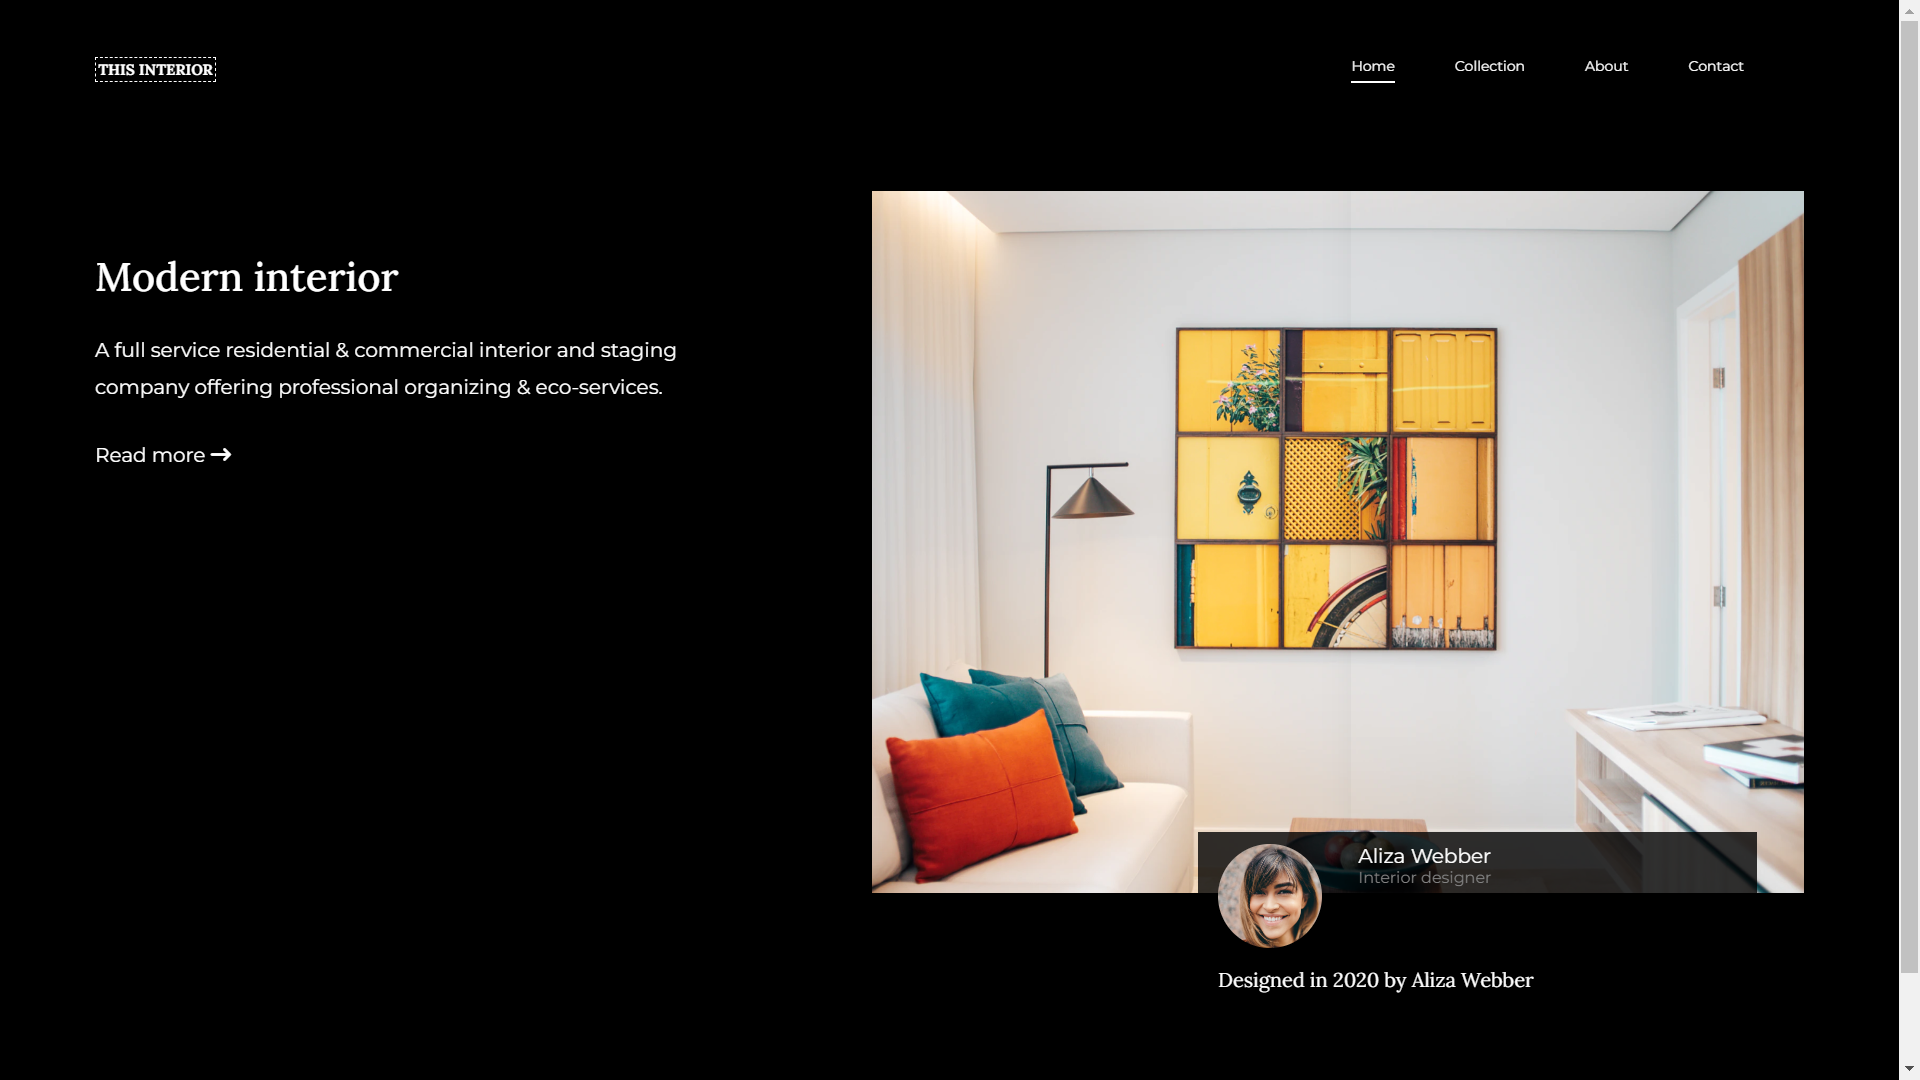 THIS INTERIOR
Home
Collection
About
Contact
Modern interior
A full service residential & commercial interior and staging
company offering professional organizing & eco-services.
Read more
Aliza Webber
Interior designer
Designed in 2020 by Aliza Webber